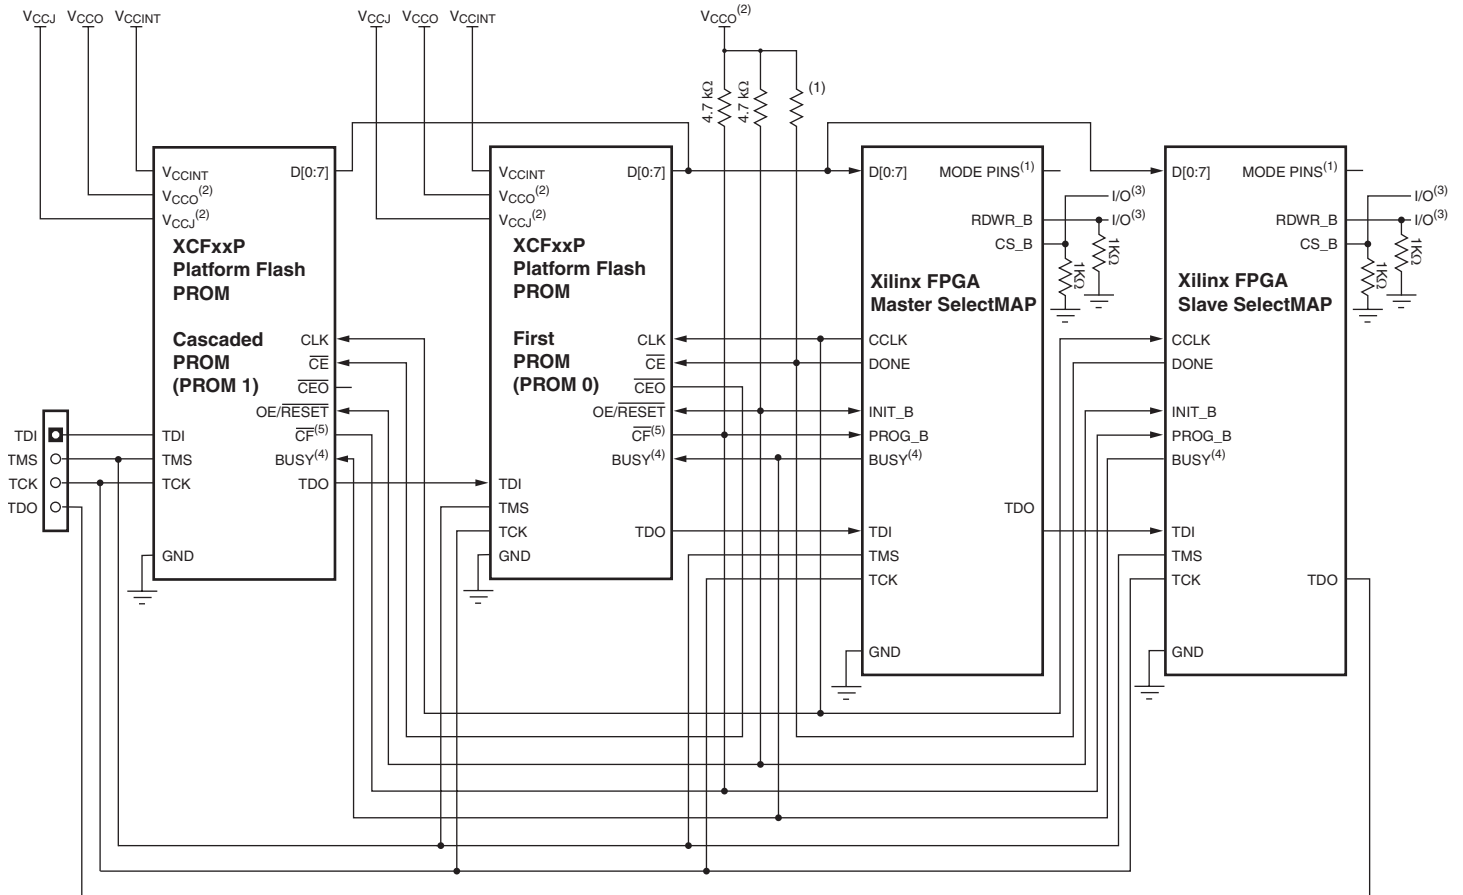 VCCJ VCCO VCCINT
VCCJ VCCO VCCINT
VCCO(2)
4.7 kΩ
4.7 kΩ
(1)
VCCINT
VCCO(2)
VCCJ(2)
D[0:7]
XCFxxP
Platform Flash
PROM
Cascaded
PROM
(PROM 1)
CLK
CE
CEO
OE/RESET
CF(5)
BUSY(4)
TDO
TDI
TMS
TCK
GND
TDI
TMS
TCK
TDO
VCCINT
VCCO(2)
VCCJ(2)
D[0:7]
XCFxxP
Platform Flash
PROM
First
PROM
(PROM 0)
CLK
CE
CEO
OE/RESET
CF(5)
BUSY(4)
TDI
TMS
TCK
TDO
GND
D[0:7]
MODE PINS(1)
RDWR_B
CS_B
I/O(3)
I/O(3)
1KΩ
1KΩ
Xilinx FPGA
Master SelectMAP
CCLK
DONE
INIT_B
PROG_B
BUSY(4)
TDO
TDI
TMS
TCK
GND
D[0:7]
MODE PINS(1)
RDWR_B
CS_B
I/O(3)
I/O(3)
1KΩ
1KΩ
Xilinx FPGA
Slave SelectMAP
CCLK
DONE
INIT_B
PROG_B
BUSY(4)
TDI
TMS
TCK
TDO
GND